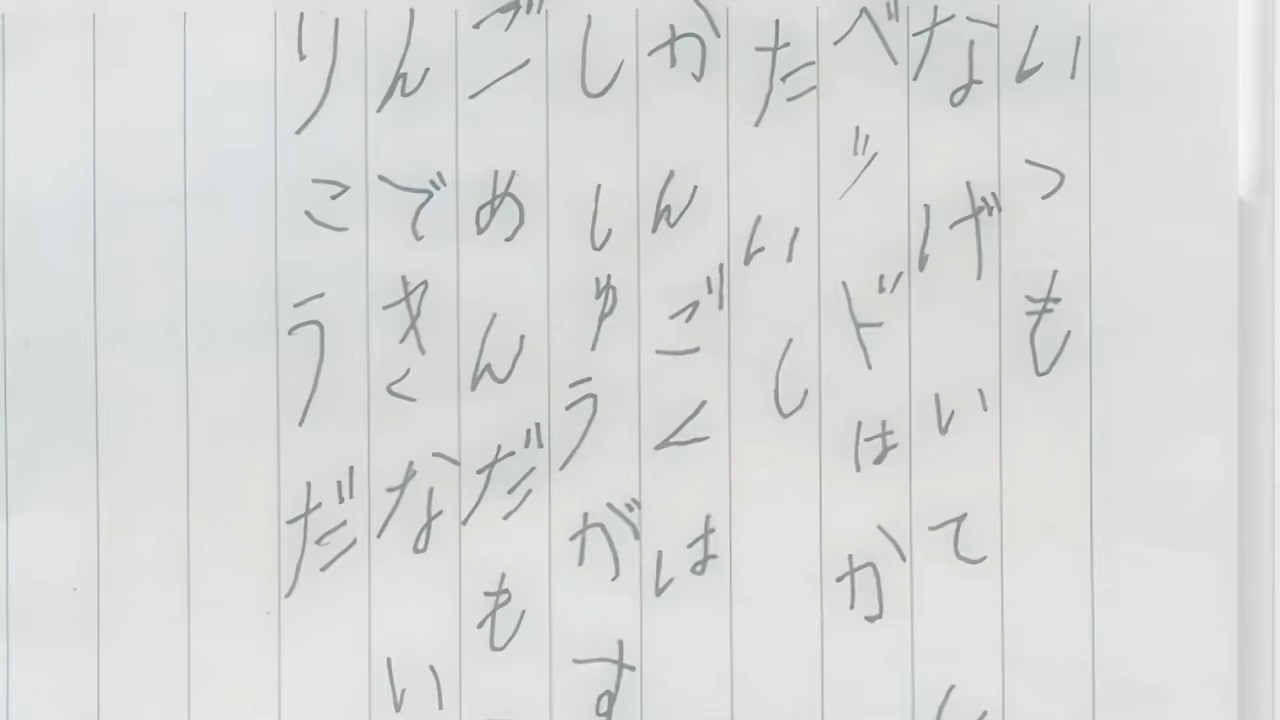 いつも
なげいて
ベッドはか
たいし
かんごくは
ししゅうがす
ごめんだも
んできない
りこうだ